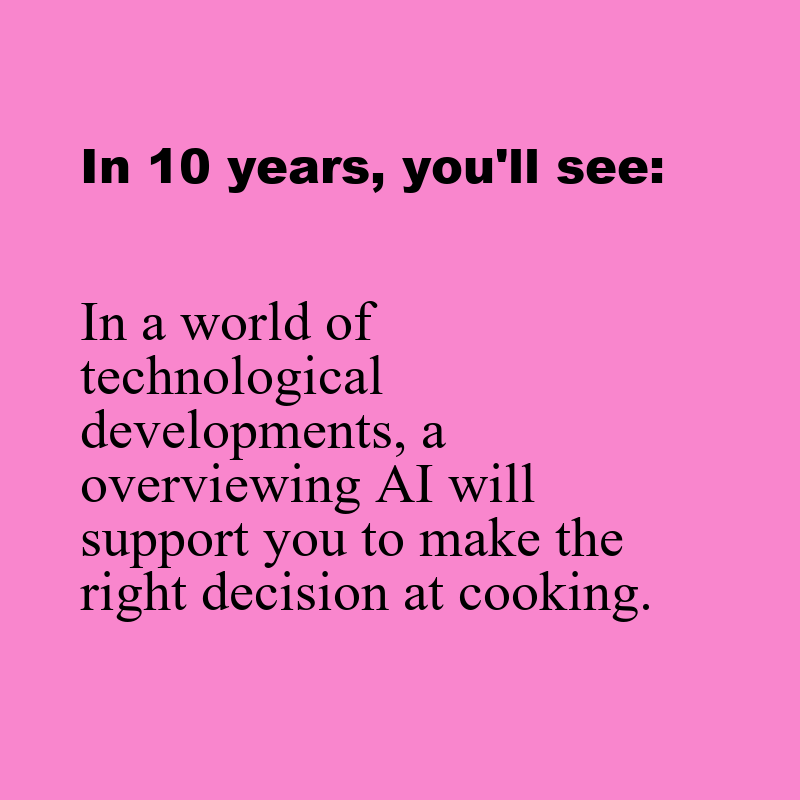 In 10 years, you'll see:
In a world of
technological
developments, a
overviewing AI will
support you to make the
right decision at cooking.